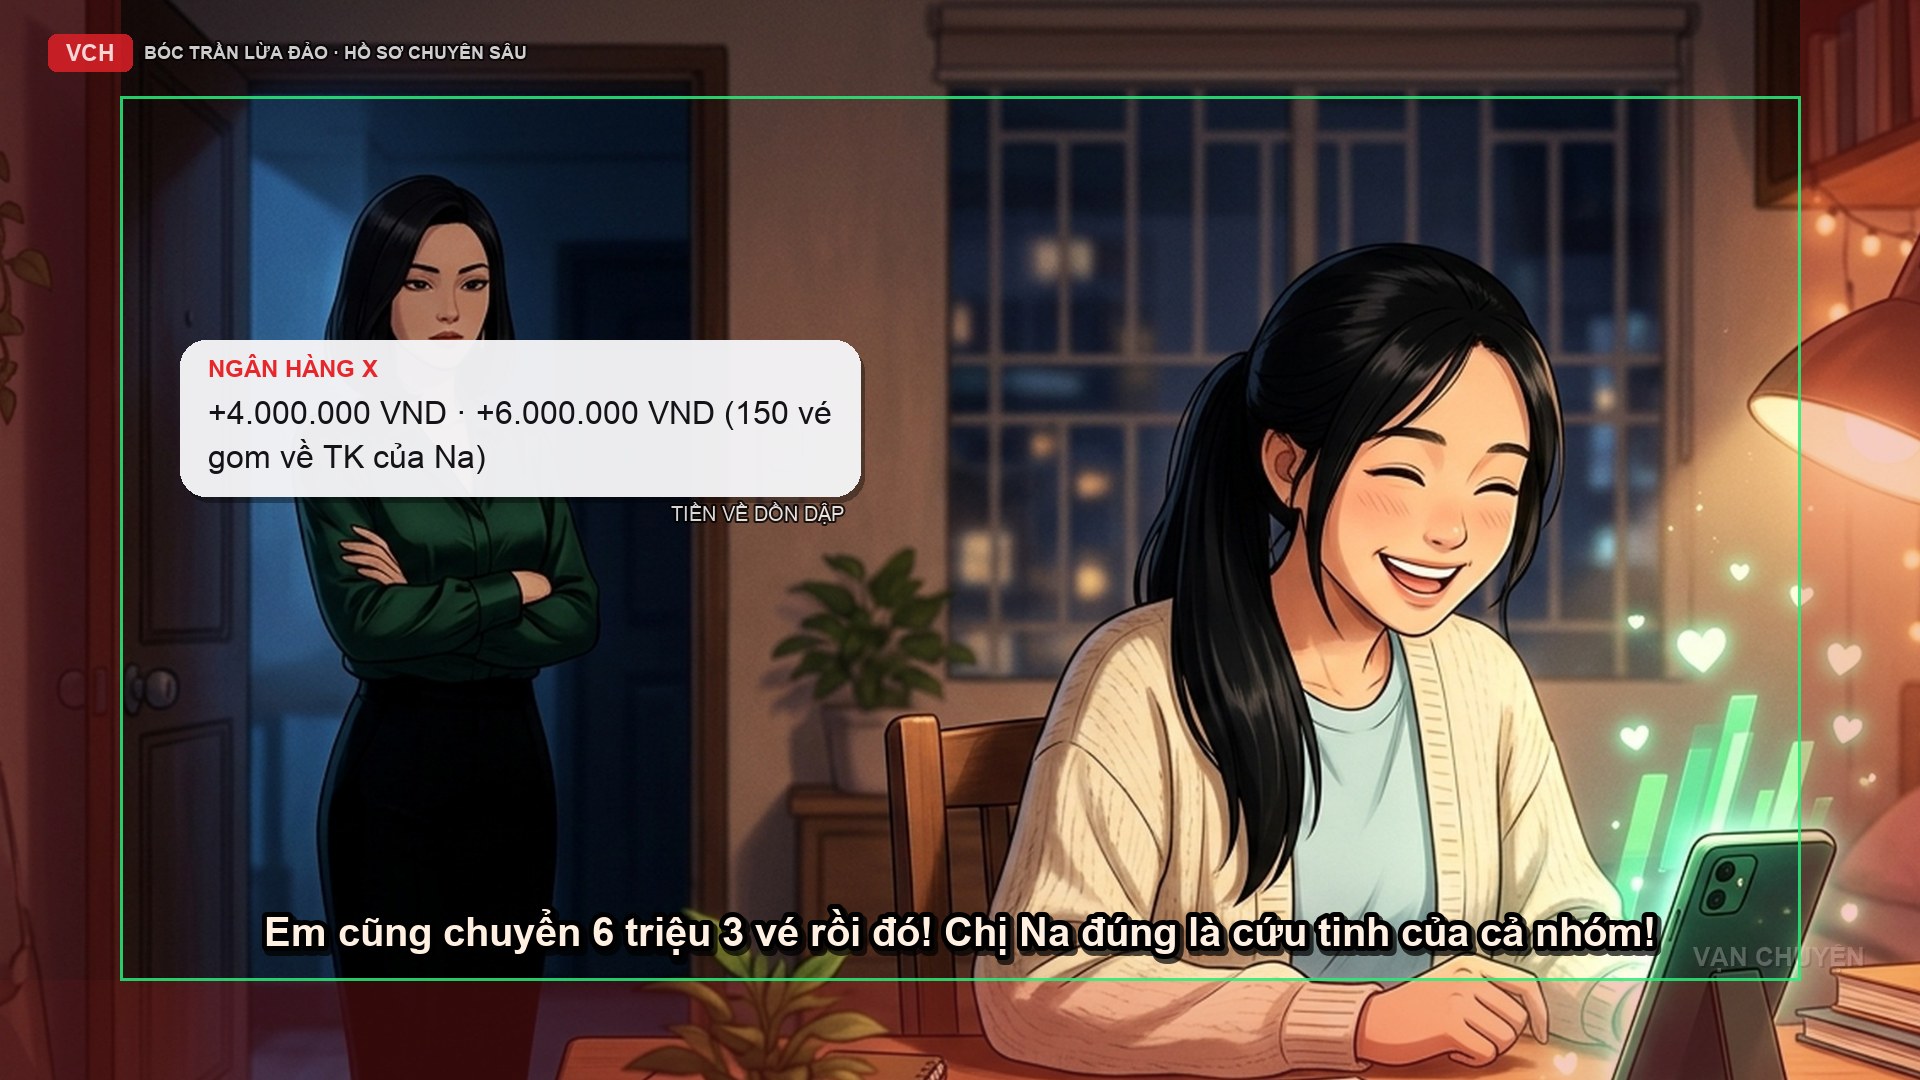 VCH BÓC TRẦN LỪA ĐẢO · HỒ SƠ CHUYÊN SÂU
NGÂN HÀNG X
+4.000.000 VND · +6.000.000 VND (150 vé
gom về TK của Na)
TIỀN VỀ DỒN DẬP
Em cũng chuyển 6 triệu 3 vé rồi đó! Chị Na đúng là cứu tinh của cả nhóm!
VẠN CHUYỆN